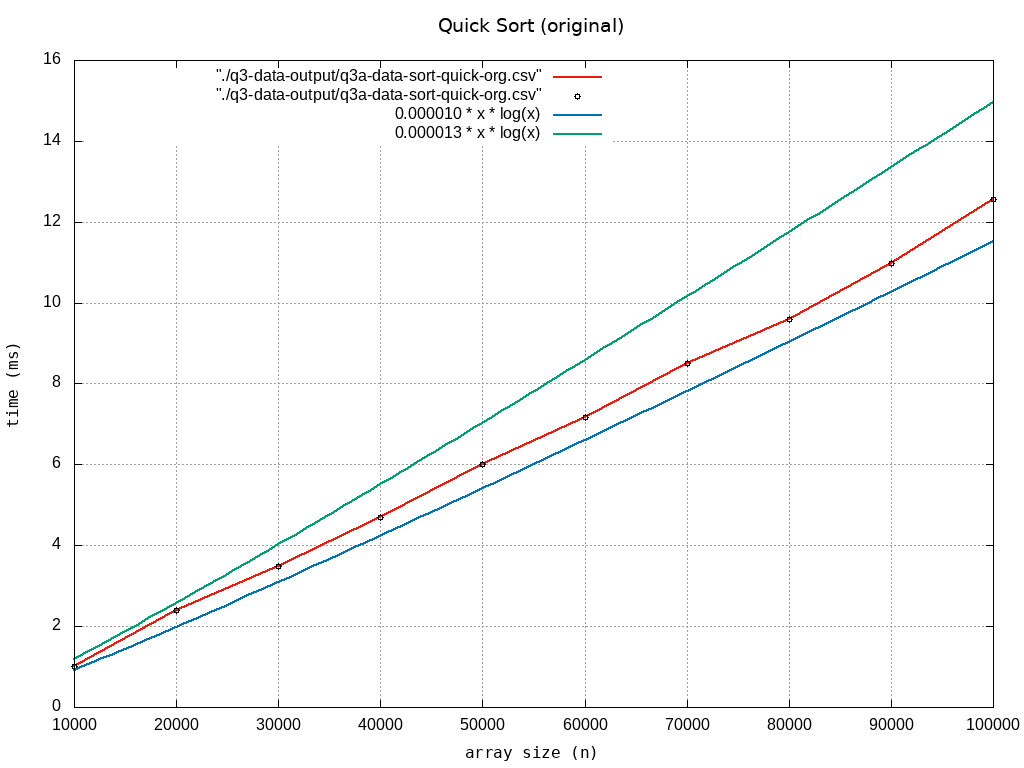 Quick Sort (original)
16
14
12
10
8
6
4
2
0
"./q3-data-output/q3a-data-sort-quick-org.csv"
"./q3-data-output/q3a-data-sort-quick-org.csv"
0.000010 * x * log(x)
0.000013 * x * log(x)
time (ms)
10000 20000 30000 40000 50000 60000 70000 80000 90000 100000
array size (n)